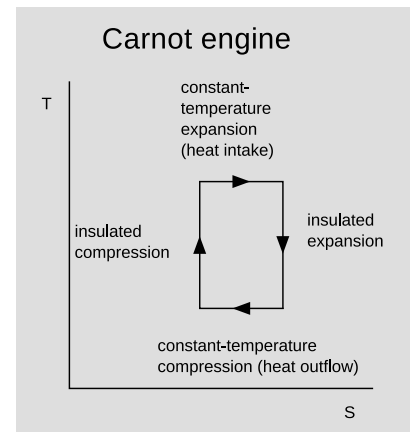 Carnot engine
T
constant-
temperature
expansion
(heat intake)
insulated
compression
insulated
expansion
constant-temperature
compression (heat outflow)
S